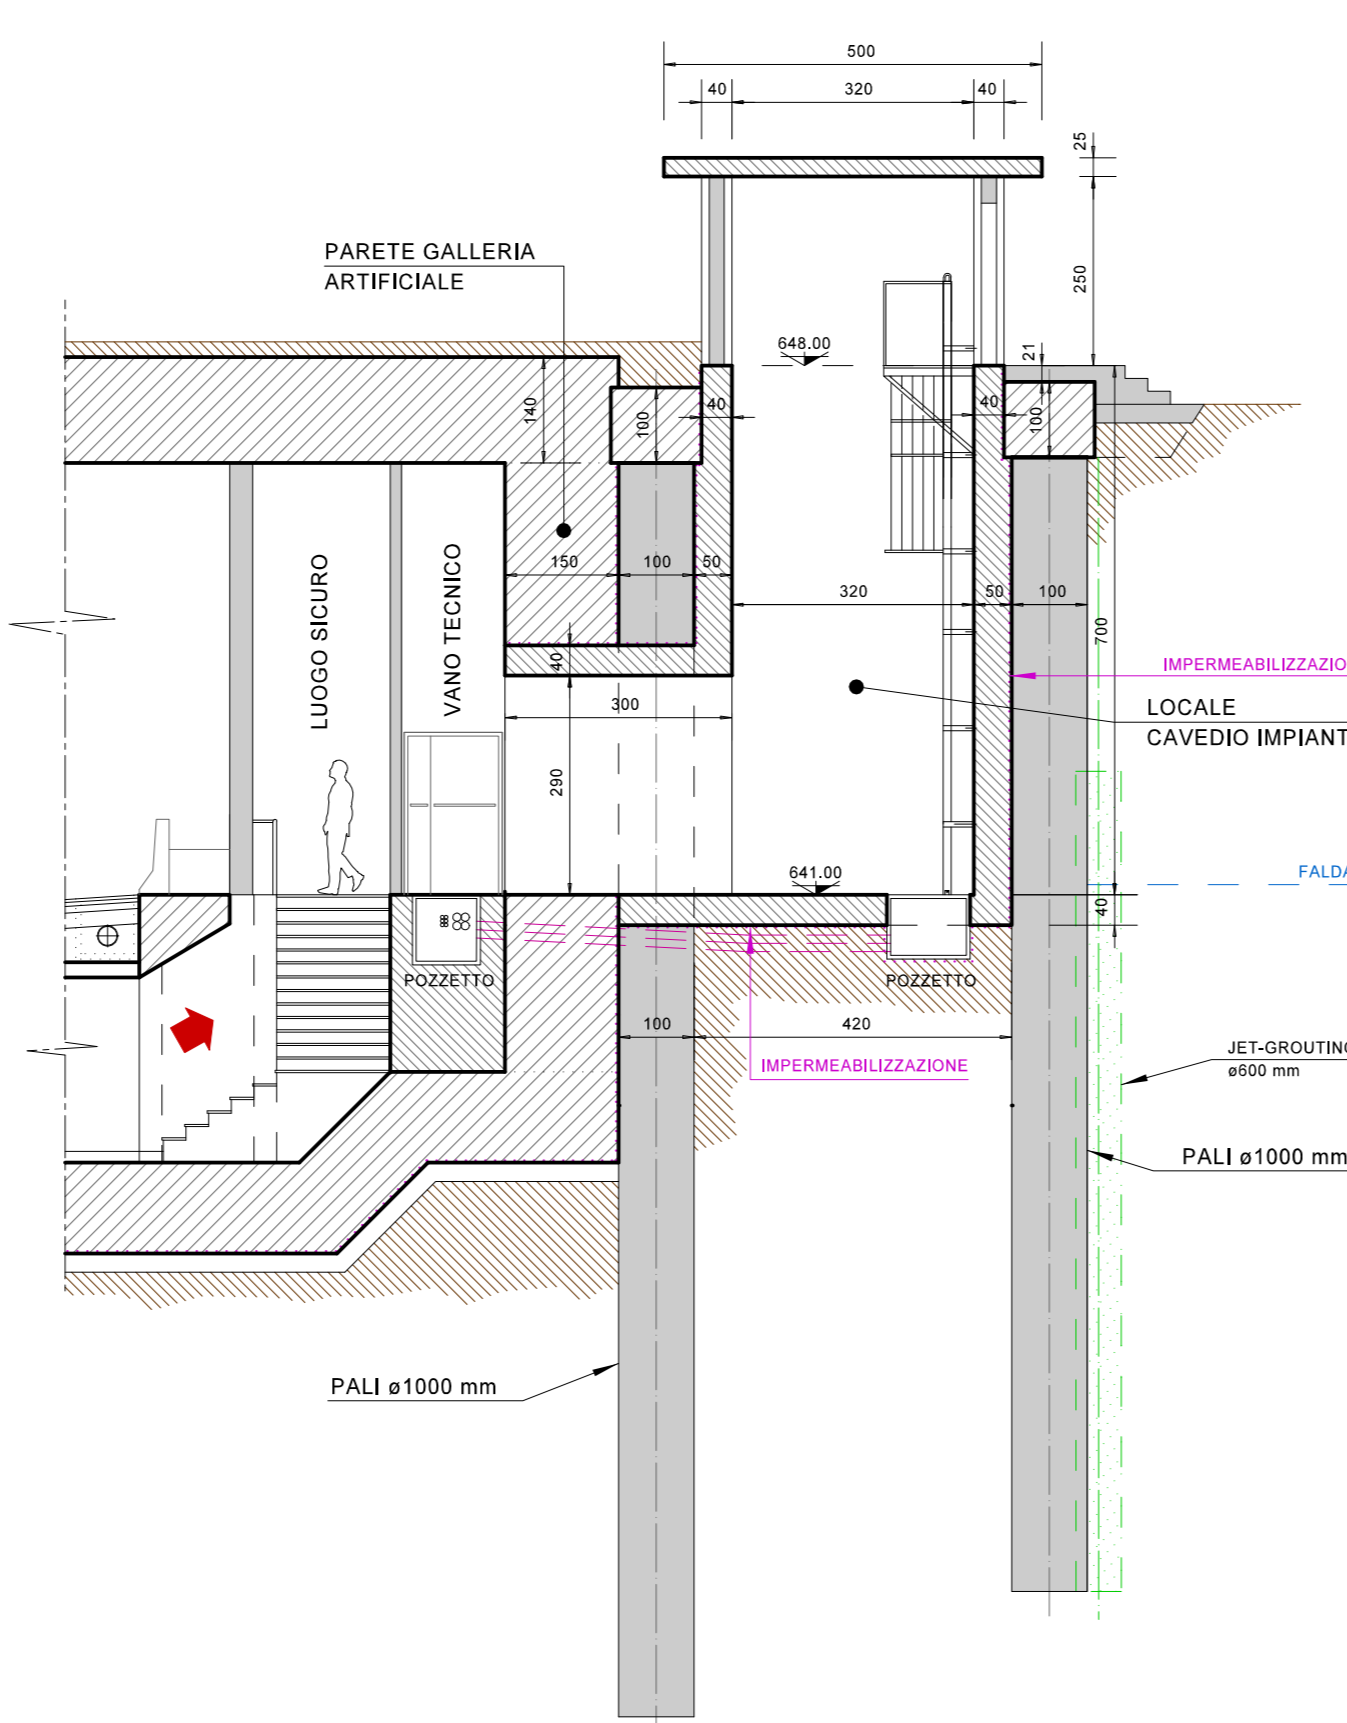 500
40
320
40
25
PARETE GALLERIA
ARTIFICIALE
250
648.00
21
140
100
40
40
100
LUOGO SICURO
VANO TECNICO
150
100
50
320
50
100
700
40
IMPERMEABILIZZAZIO
300
LOCALE
CAVEDIO IMPIANT
290
641.00
FALDA
40
POZZETTO
POZZETTO
100
420
IMPERMEABILIZZAZIONE
JET-GROUTING
ø600 mm
PALI ø1000 mm
PALI ø1000 mm